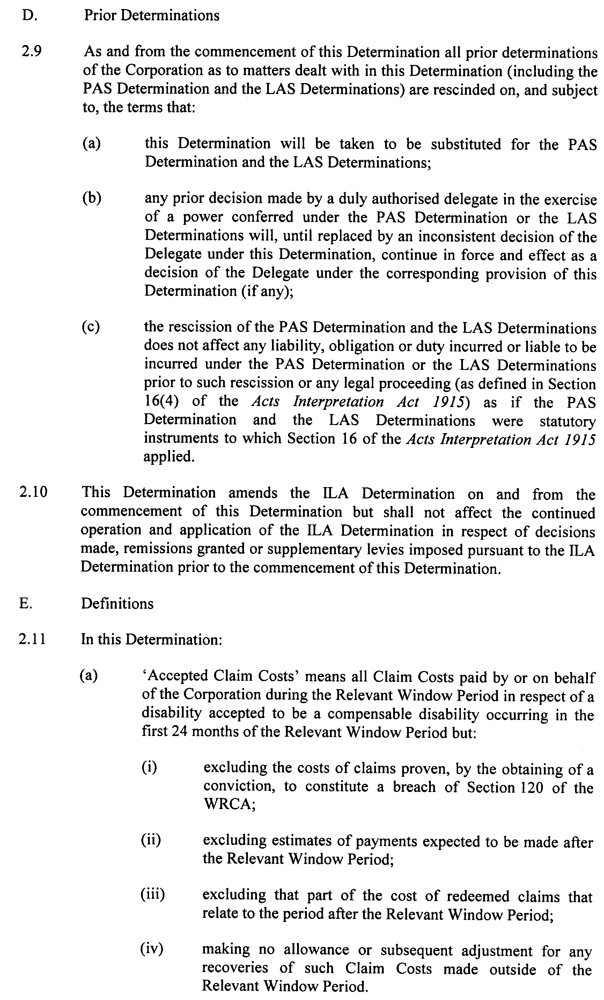 D. Prior Determinations
2.9 As and from the commencement of this Determination all prior determinations
of the Corporation as to matters dealt with in this Determination (including the
PAS Determination and the LAS Determinations) are rescinded on, and subject
to, the terms that:
(a) this Determination will be taken to be substituted for the PAS
Determination and the LAS Determinations;
(b) any prior decision made by a duly authorised delegate in the exercise
of a power conferred under the PAS Determination or the LAS
Determinations will, until replaced by an inconsistent decision of the
Delegate under this Determination, continue in force and effect as a
decision of the Delegate under the corresponding provision of this
Determination (if any);
(c) the rescission of the PAS Determination and the LAS Determinations
does not affect any liability, obligation or duty incurred or liable to be
incurred under the PAS Determination or the LAS Determinations
prior to such rescission or any legal proceeding (as defined in Section
16(4) of the Acts Interpretation Act 1915) as if the PAS
Determination and the LAS Determinations were statutory
instruments to which Section 16 of the Acts Interpretation Act 1915
applied.
2.10 This Determination amends the ILA Determination on and from the
commencement of this Determination but shall not affect the continued
operation and application of the ILA Determination in respect of decisions
made, remissions granted or supplementary levies imposed pursuant to the ILA
Determination prior to the commencement of this Determination.
E. Definitions
2.11 In this Determination:
(a) ‘Accepted Claim Costs’ means all Claim Costs paid by or on behalf
of the Corporation during the Relevant Window Period in respect of a
disability accepted to be a compensable disability occurring in the
first 24 months of the Relevant Window Period but:
(i) excluding the costs of claims proven, by the obtaining of a
conviction, to constitute a breach of Section 120 of the
WRCA;
(ii) excluding estimates of payments expected to be made after
the Relevant Window Period;
(iii) excluding that part of the cost of redeemed claims that
relate to the period after the Relevant Window Period;
(iv) making no allowance or subsequent adjustment for any
recoveries of such Claim Costs made outside of the
Relevant Window Period.